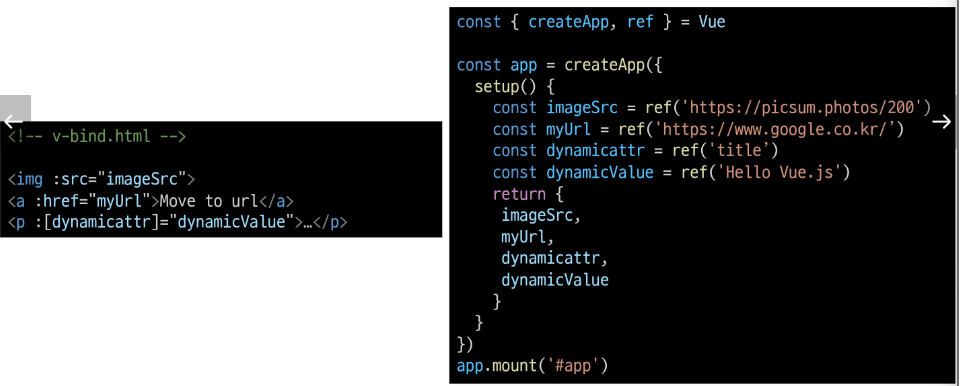 <!-- v-bind.html -->
<img :src="imageSrc">
<a :href="myUrl">Move to url</a>
<p :[dynamicattr]="dynamicValue">…</p>
const { createApp, ref } = Vue
const app = createApp({
  setup() {
    const imageSrc = ref('https://picsum.photos/200')
    const myUrl = ref('https://www.google.co.kr/’)
    const dynamicattr = ref('title’)
    const dynamicValue = ref('Hello Vue.js')
    return {
     imageSrc,
     myUrl,
     dynamicattr,
     dynamicValue
    }
  }
})
app.mount('#app')